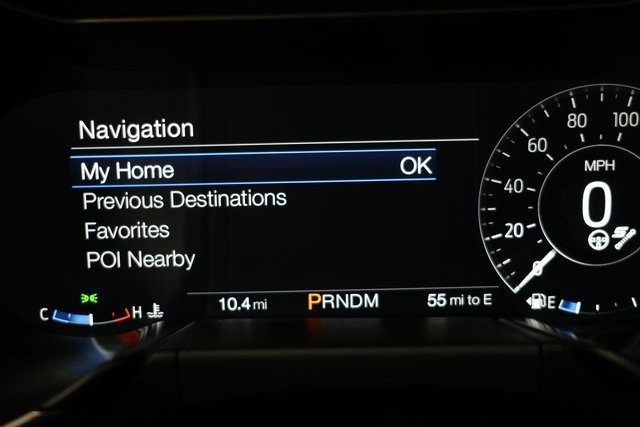 Navigation
My Home OK
Previous Destinations
Favorites
POI Nearby
C H
10.4 mi PRNDM 55 mi to E
0 20 40 60 80 100
MPH
0
E